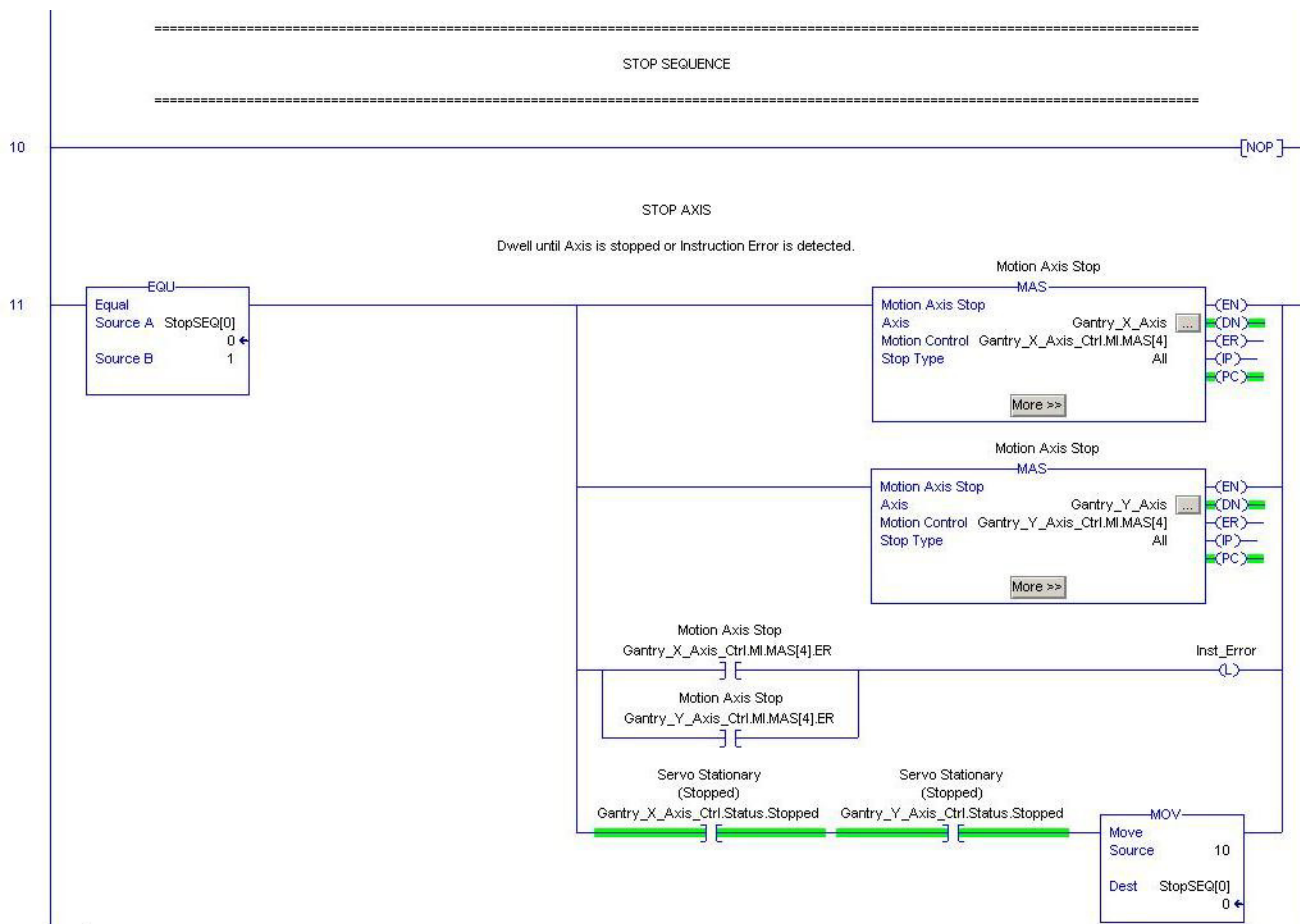 =====================================================================
STOP SEQUENCE
=====================================================================
10
[NOP]
STOP AXIS
Dwell until Axis is stopped or Instruction Error is detected.
11
EQU
Equal
Source A StopSEQ[0]
0
Source B 1
Motion Axis Stop
MAS
Motion Axis Stop
Axis Gantry_X_Axis ...
Motion Control Gantry_X_Axis_Ctrl.MI.MAS[4]
Stop Type All
More >>
(EN)
(DN)
(ER)
(IP)
(PC)
Motion Axis Stop
MAS
Motion Axis Stop
Axis Gantry_Y_Axis ...
Motion Control Gantry_Y_Axis_Ctrl.MI.MAS[4]
Stop Type All
More >>
(EN)
(DN)
(ER)
(IP)
(PC)
Motion Axis Stop
Gantry_X_Axis_Ctrl.MI.MAS[4].ER
Inst_Error
(L)
Motion Axis Stop
Gantry_Y_Axis_Ctrl.MI.MAS[4].ER
Servo Stationary
(Stopped)
Gantry_X_Axis_Ctrl.Status.Stopped
Servo Stationary
(Stopped)
Gantry_Y_Axis_Ctrl.Status.Stopped
MOV
Move
Source 10
Dest StopSEQ[0]
0